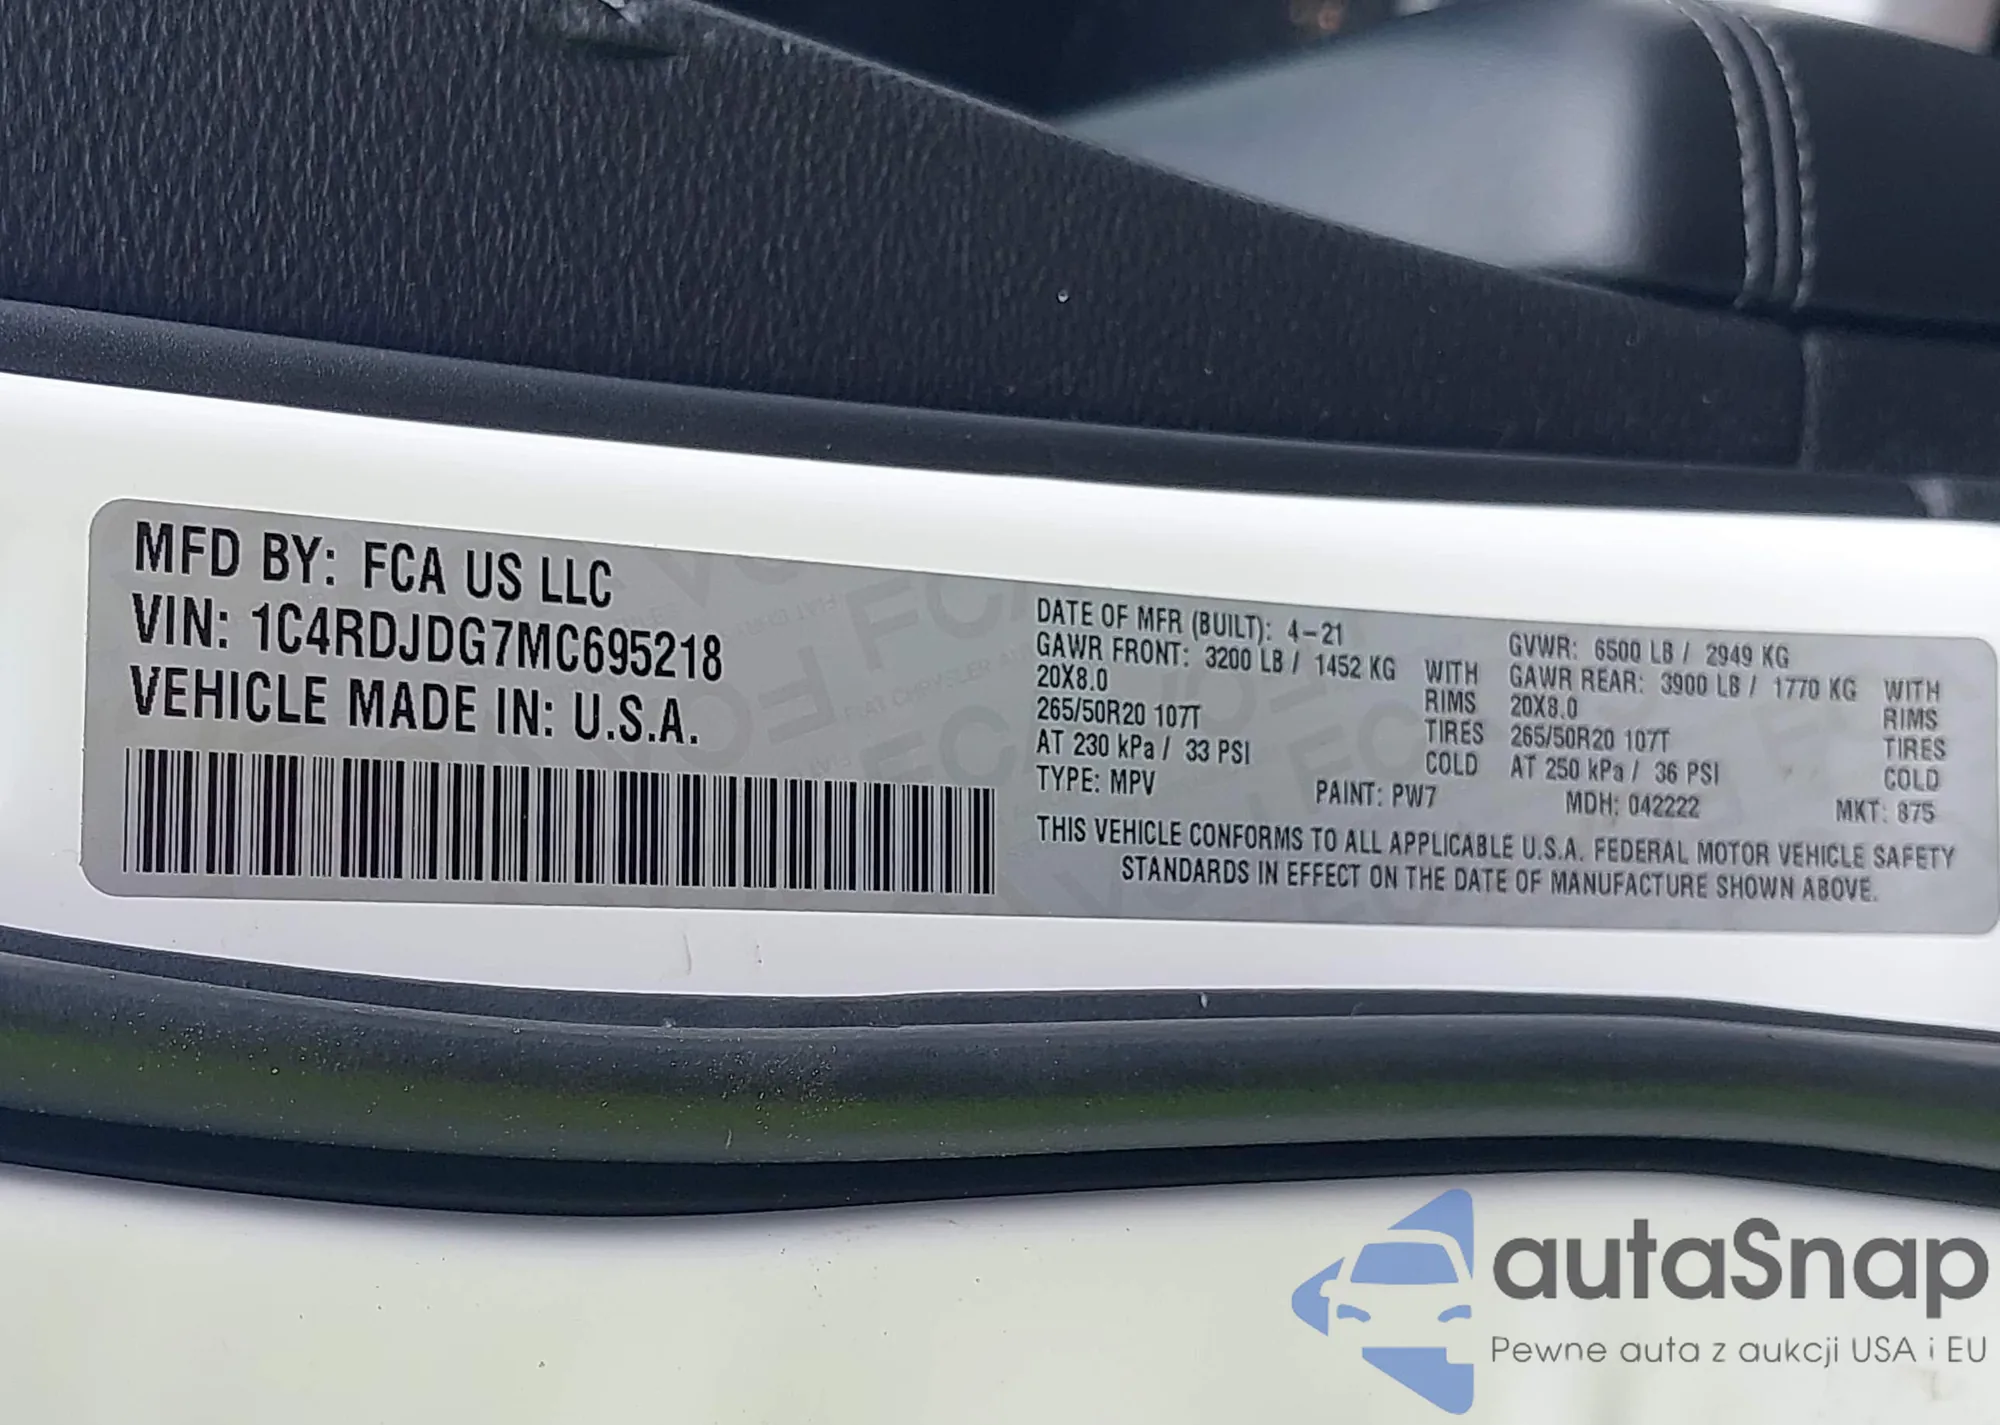 MFD BY: FCA US LLC
VIN: 1C4RDJDG7MC695218
VEHICLE MADE IN: U.S.A.
DATE OF MFR (BUILT): 4-21
GAWR FRONT: 3200 LB / 1452 KG WITH
20X8.0 RIMS
265/50R20 107T TIRES
AT 230 kPa / 33 PSI COLD
GVWR: 6500 LB / 2949 KG
GAWR REAR: 3900 LB / 1770 KG WITH
20X8.0 RIMS
265/50R20 107T TIRES
AT 250 kPa / 36 PSI COLD
TYPE: MPV PAINT: PW7 MDH: 042222 MKT: 875
THIS VEHICLE CONFORMS TO ALL APPLICABLE U.S.A. FEDERAL MOTOR VEHICLE SAFETY
STANDARDS IN EFFECT ON THE DATE OF MANUFACTURE SHOWN ABOVE.
autaSnap
Pewne auta z aukcji USA i EU